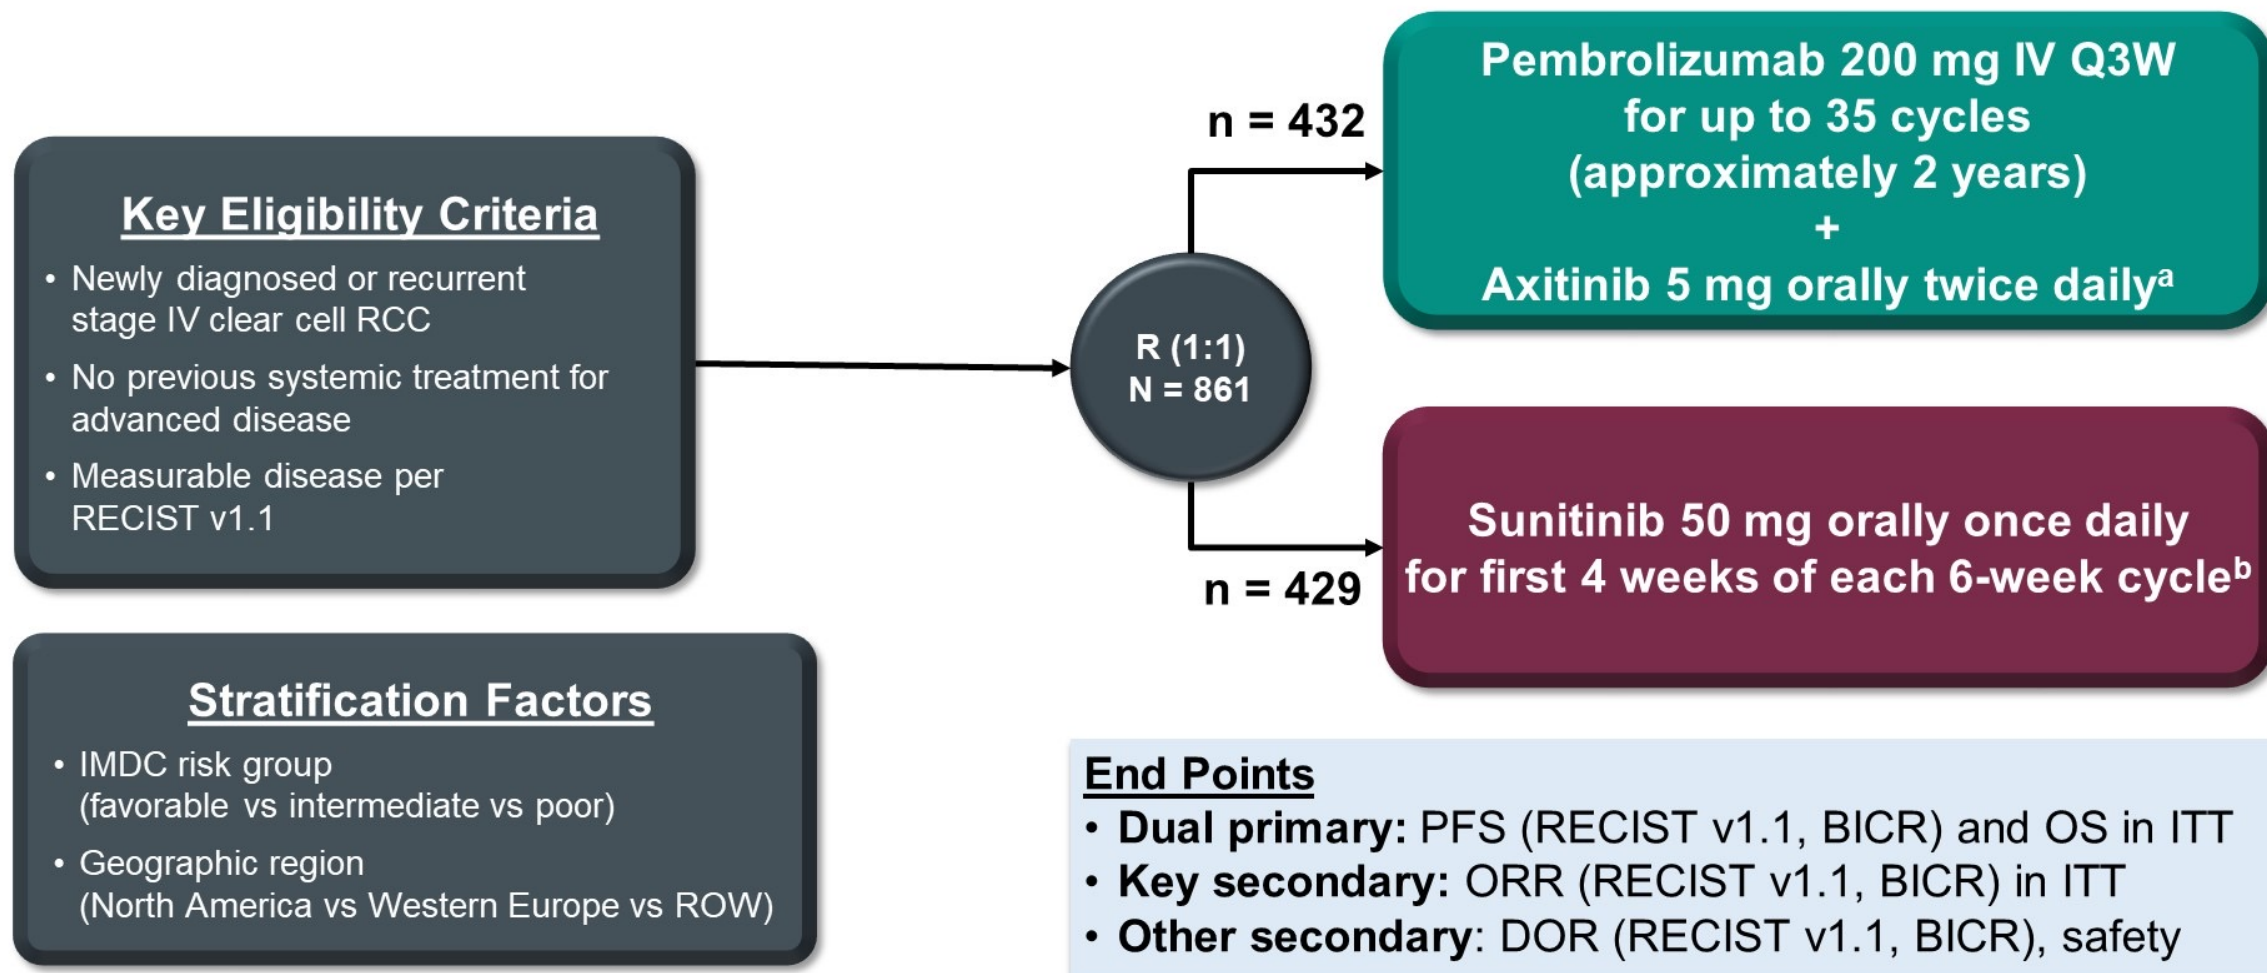 Key Eligibility Criteria
• Newly diagnosed or recurrent
stage IV clear cell RCC
• No previous systemic treatment for
advanced disease
• Measurable disease per
RECIST v1.1
Stratification Factors
• IMDC risk group
(favorable vs intermediate vs poor)
• Geographic region
(North America vs Western Europe vs ROW)
R (1:1)
N = 861
n = 432
Pembrolizumab 200 mg IV Q3W
for up to 35 cycles
(approximately 2 years)
+
Axitinib 5 mg orally twice dailyᵃ
n = 429
Sunitinib 50 mg orally once daily
for first 4 weeks of each 6-week cycleᵇ
End Points
• Dual primary: PFS (RECIST v1.1, BICR) and OS in ITT
• Key secondary: ORR (RECIST v1.1, BICR) in ITT
• Other secondary: DOR (RECIST v1.1, BICR), safety